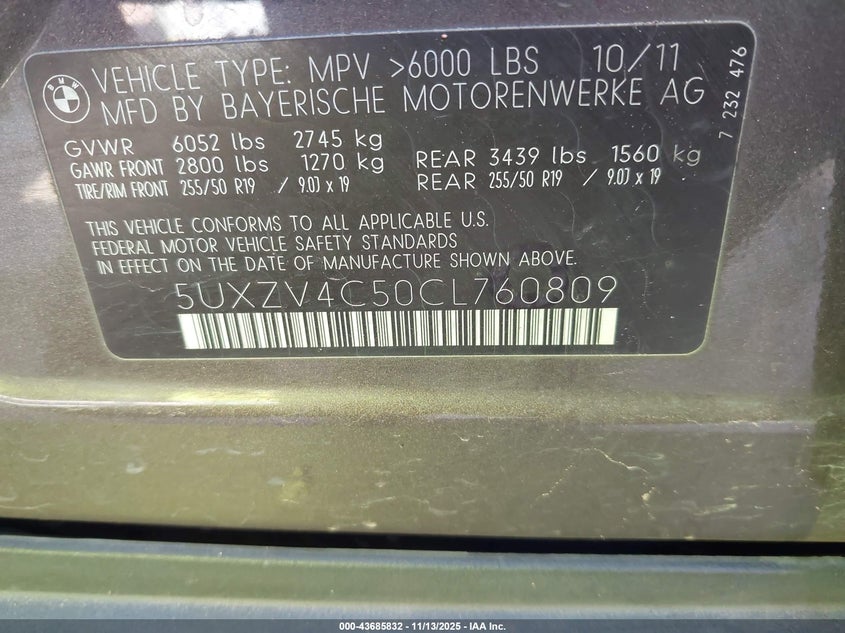 BMW
VEHICLE TYPE: MPV >6000 LBS 10/11
MFD BY BAYERISCHE MOTORENWERKE AG
7 232 476
GVWR 6052 lbs 2745 kg
GAWR FRONT 2800 lbs 1270 kg REAR 3439 lbs 1560 kg
TIRE/RIM FRONT 255/50 R19 / 9.0J x 19 REAR 255/50 R19 / 9.0J x 19
THIS VEHICLE CONFORMS TO ALL APPLICABLE U.S.
FEDERAL MOTOR VEHICLE SAFETY STANDARDS
IN EFFECT ON THE DATE OF MANUFACTURE SHOWN ABOVE.
5UXZV4C50CL760809
000-43685832 - 11/13/2025 - IAA Inc.